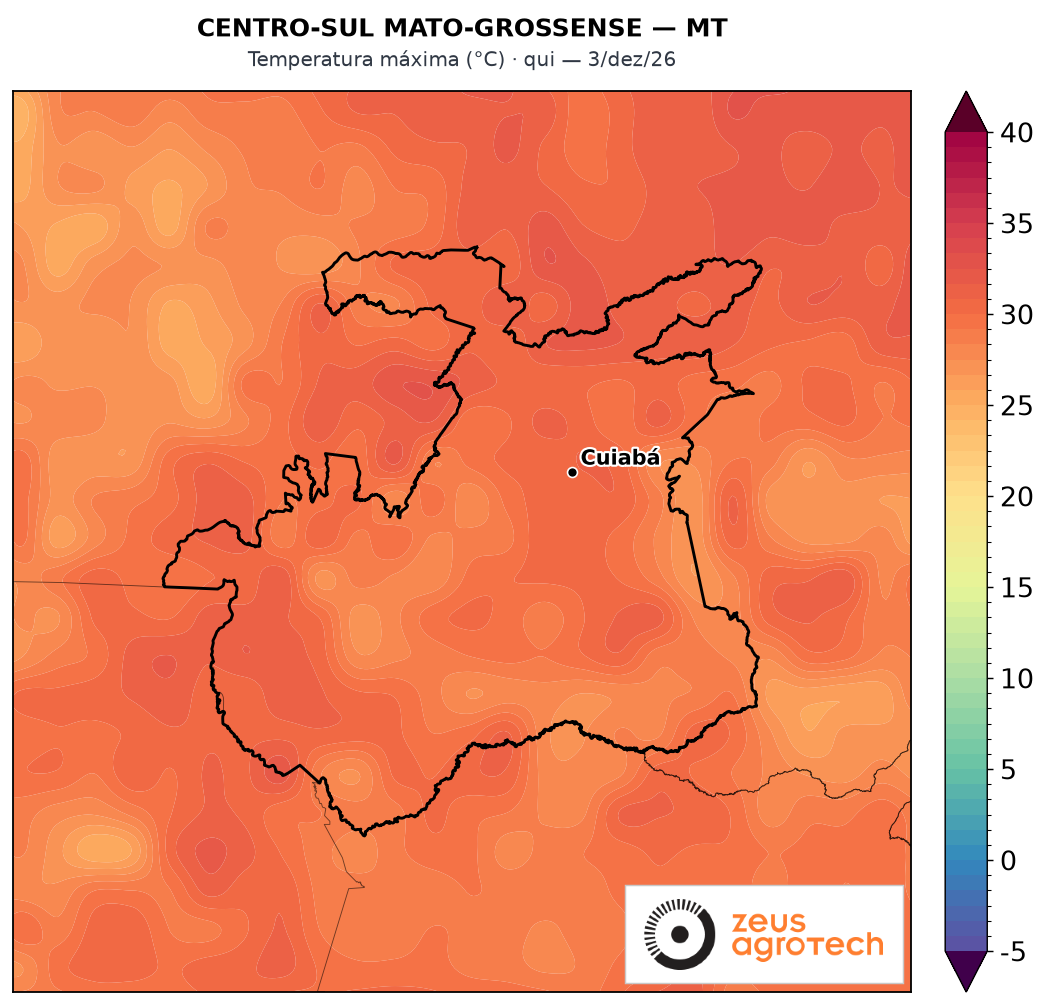 CENTRO-SUL MATO-GROSSENSE — MT
Temperatura máxima (°C) · qui — 3/dez/26
40
35
30
25
20
15
10
5
0
-5
Cuiabá
zeus
agrotech